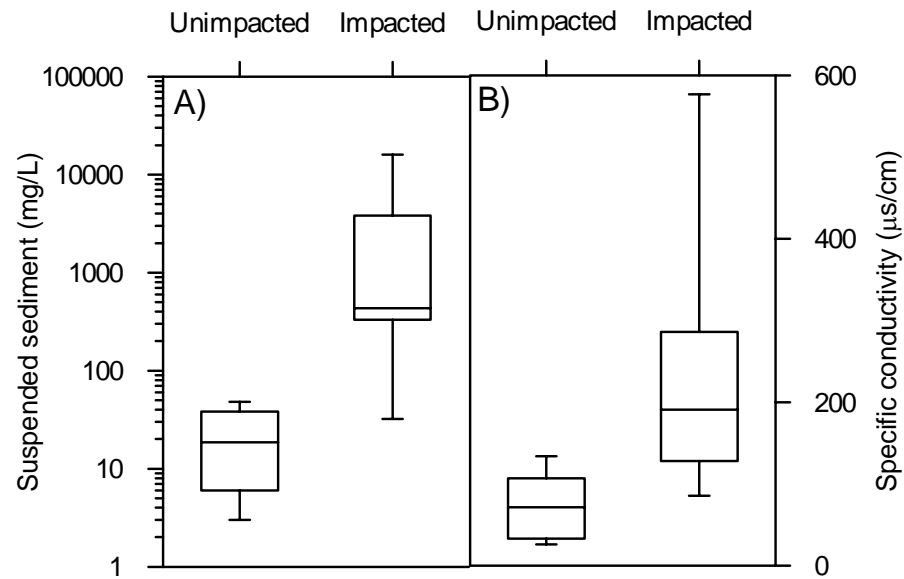 Unimpacted Impacted Unimpacted Impacted
A) B)
Suspended sediment (mg/L)
100000
10000
1000
100
10
1
Specific conductivity (µs/cm)
600
400
200
0